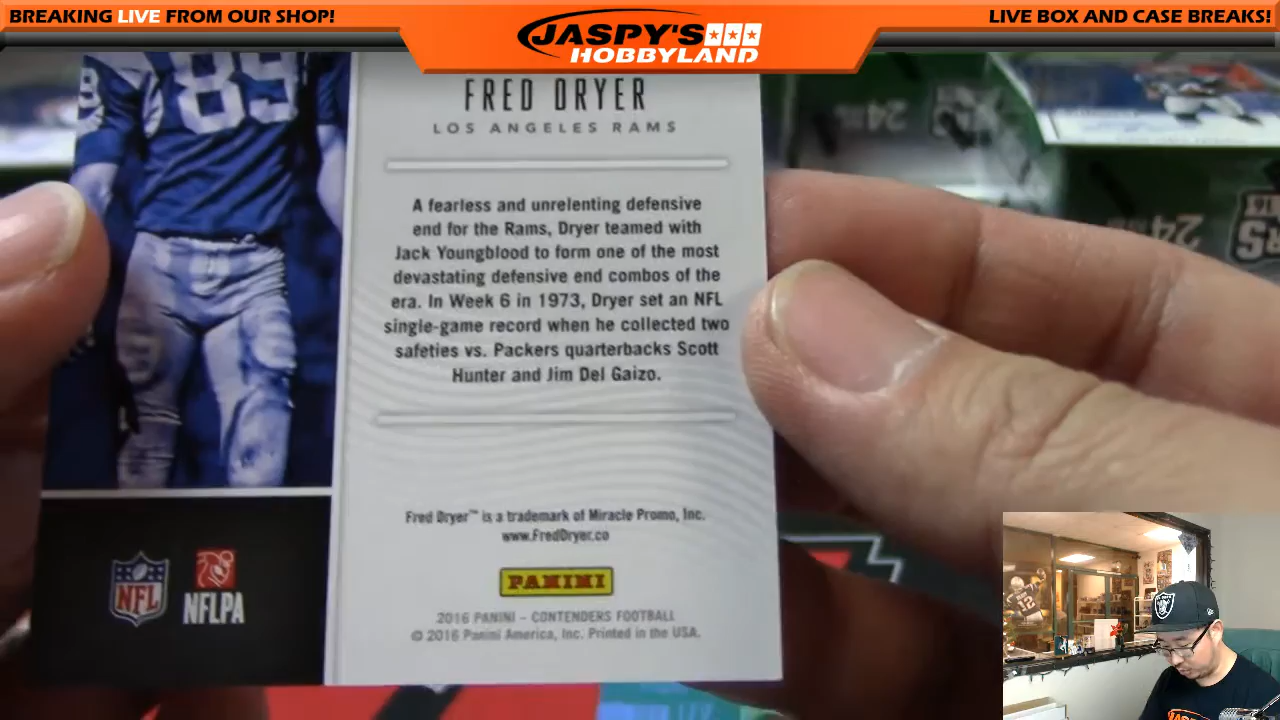 BREAKING LIVE FROM OUR SHOP!
JASPY'S
HOBBYLAND
LIVE BOX AND CASE BREAKS!
89
FRED DRYER
LOS ANGELES RAMS
A fearless and unrelenting defensive
end for the Rams, Dryer teamed with
Jack Youngblood to form one of the most
devastating defensive end combos of the
era. In Week 6 in 1973, Dryer set an NFL
single-game record when he collected two
safeties vs. Packers quarterbacks Scott
Hunter and Jim Del Gaizo.
Fred Dryer™ is a trademark of Miracle Promo, Inc.
www.FredDryer.co
PANINI
2016 PANINI – CONTENDERS FOOTBALL
© 2016 Panini America, Inc. Printed in the USA.
NFL
NFLPA
24
24
12